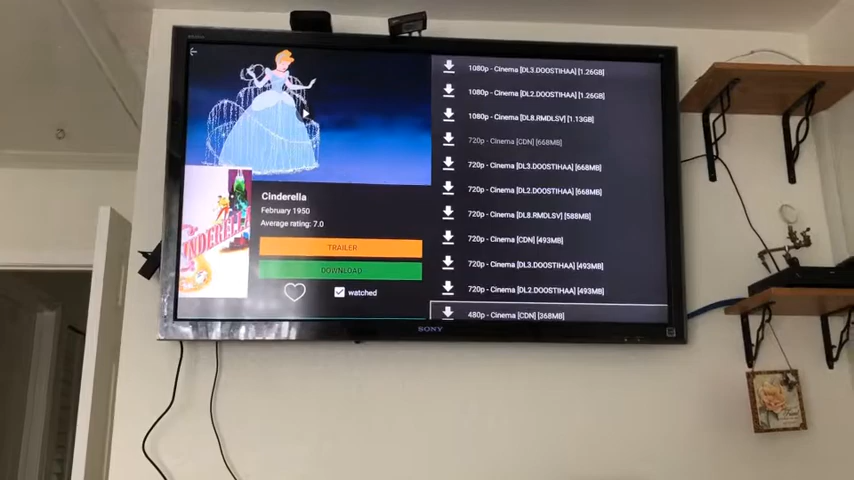 Cinderella
February 1950
Average rating: 7.0
TRAILER
DOWNLOAD
watched
CINDERELLA
1080p - Cinema [DL3.DOOSTIHAA] [1.26GB]
1080p - Cinema [DL2.DOOSTIHAA] [1.26GB]
1080p - Cinema [DL8.RMDLSV] [1.13GB]
720p - Cinema [CDN] [668MB]
720p - Cinema [DL3.DOOSTIHAA] [668MB]
720p - Cinema [DL2.DOOSTIHAA] [668MB]
720p - Cinema [DL8.RMDLSV] [588MB]
720p - Cinema [CDN] [493MB]
720p - Cinema [DL3.DOOSTIHAA] [493MB]
720p - Cinema [DL2.DOOSTIHAA] [493MB]
480p - Cinema [CDN] [368MB]
SONY